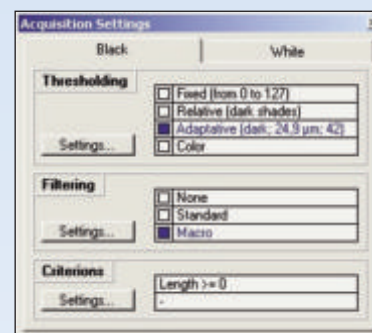 Acquisition Settings
Black
White
Thresholding
Fixed (from 0 to 127)
Relative (dark shades)
Adaptative (dark; 24.9 µm; 42)
Color
Settings...
Filtering
None
Standard
Macro
Settings...
Criterions
Length >= 0
-
Settings...